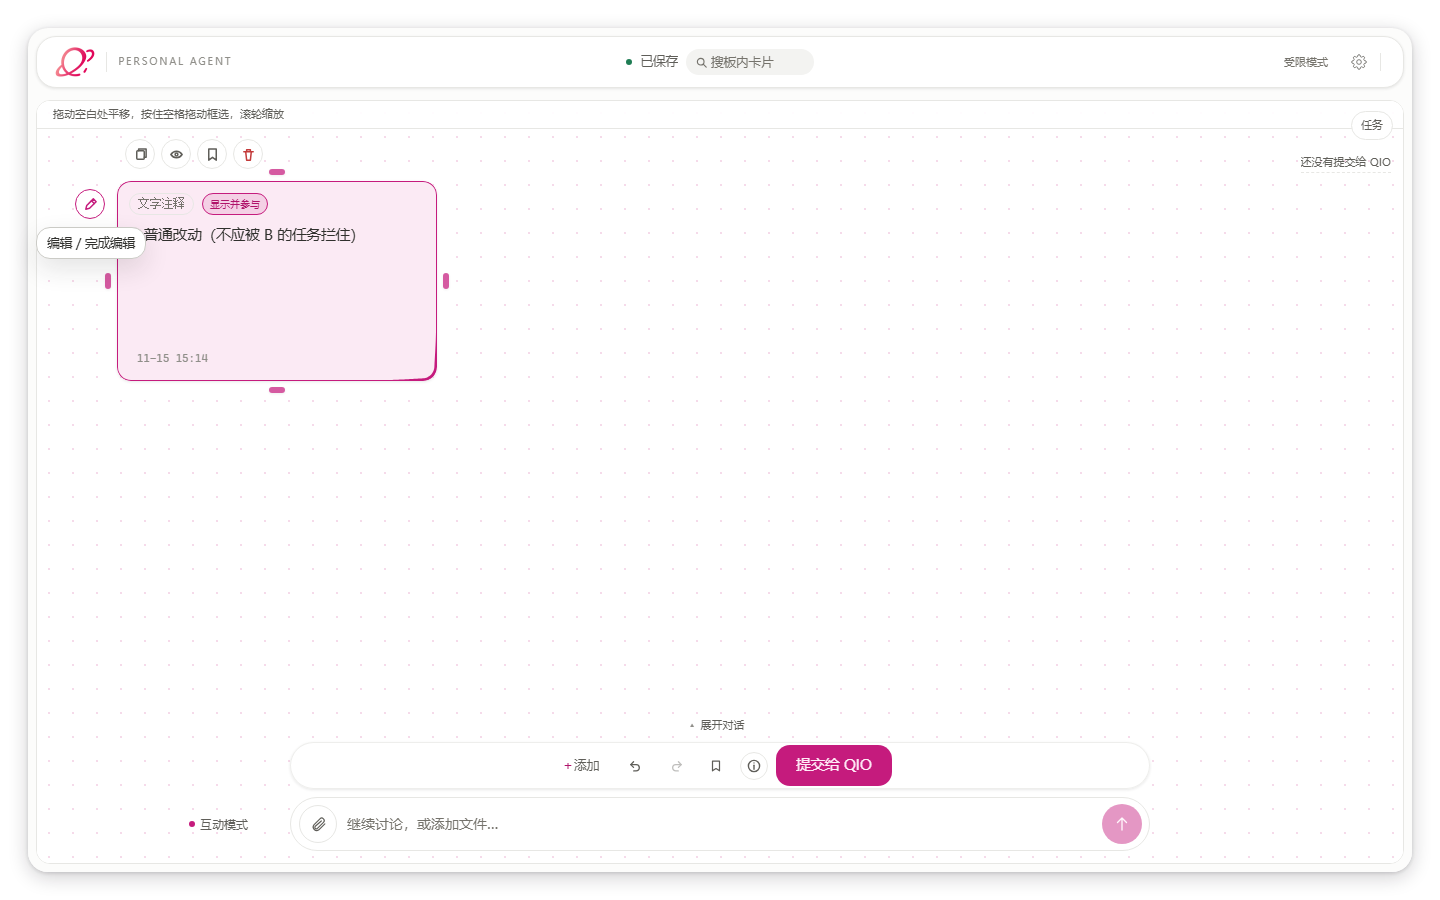 PERSONAL AGENT
已保存
搜板内卡片
受限模式
拖动空白处平移，按住空格拖动框选，滚轮缩放
任务
还没有提交给 QIO
文字注释
显示并参与
普通改动（不应被 B 的任务拦住）
编辑 / 完成编辑
11-15 15:14
展开对话
+添加
提交给 QIO
互动模式
继续讨论，或添加文件...